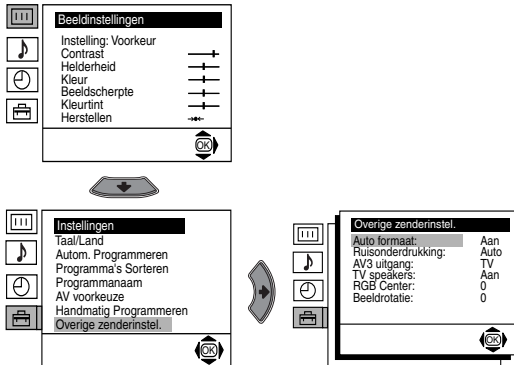 Beeldinstellingen
Instelling: Voorkeur
Contrast
Helderheid
Kleur
Beeldscherpte
Kleurtint
Herstellen
OK
Instellingen
Taal/Land
Autom. Programmeren
Programma's Sorteren
Programmanaam
AV voorkeuze
Handmatig Programmeren
Overige zenderinstel.
OK
Overige zenderinstel.
Auto formaat: Aan
Ruisonderdrukking: Auto
AV3 uitgang: TV
TV speakers: Aan
RGB Center: 0
Beeldrotatie: 0
OK